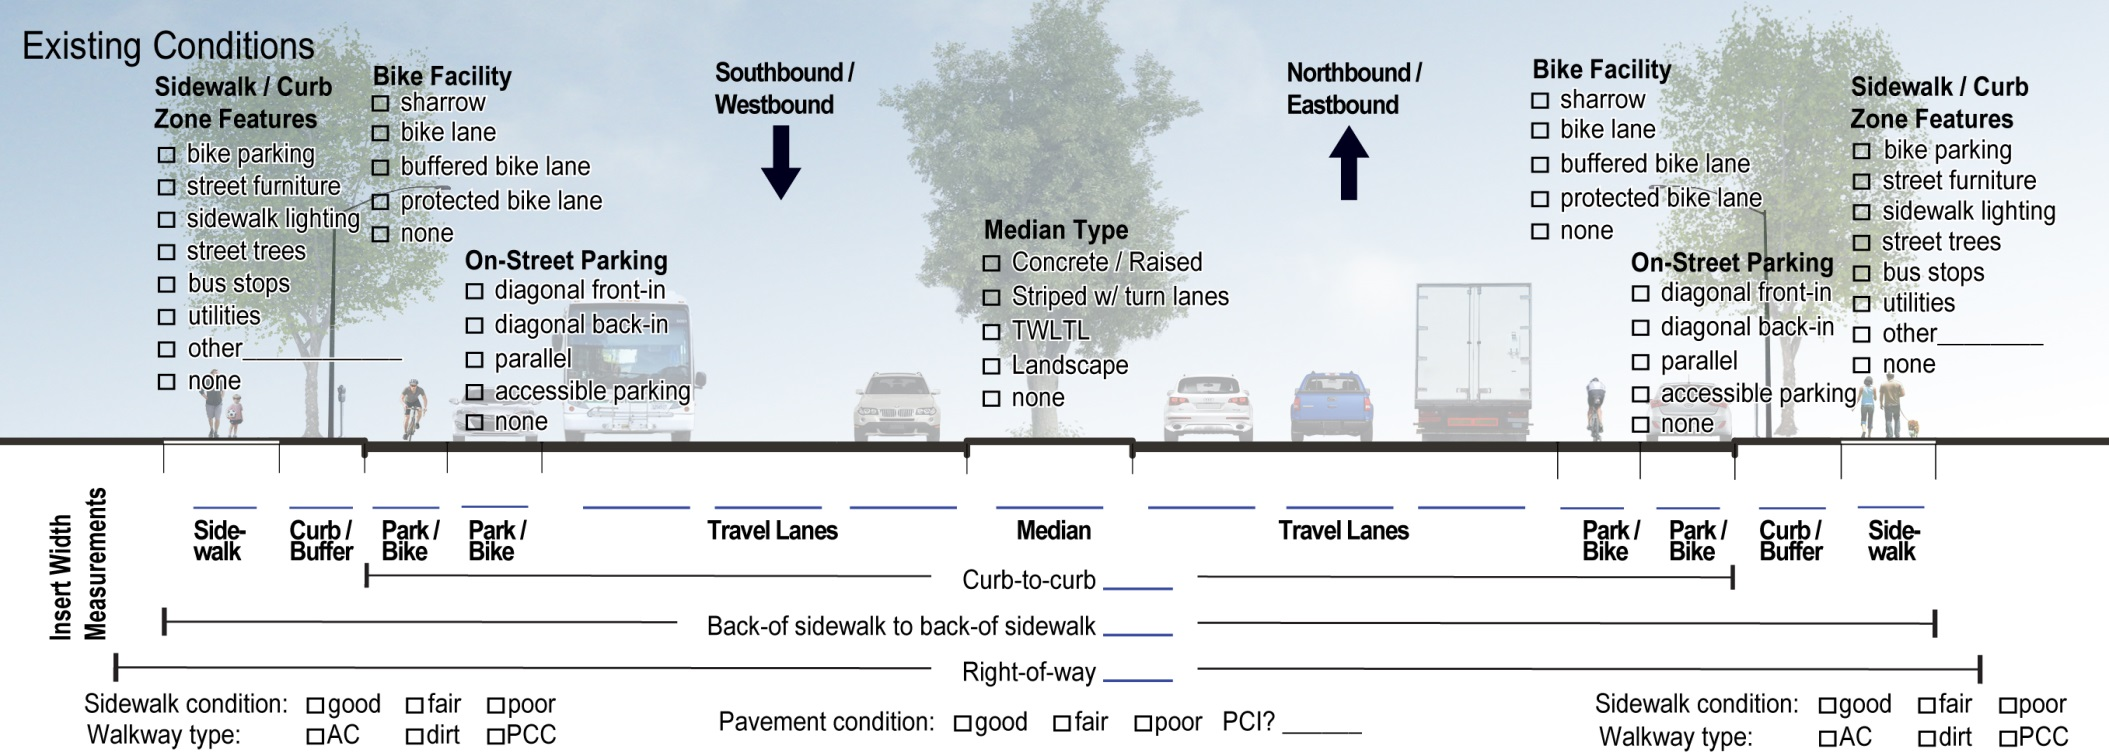 Existing Conditions
Sidewalk / Curb
Zone Features
bike parking
street furniture
sidewalk lighting
street trees
bus stops
utilities
other____________
none
Bike Facility
sharrow
bike lane
buffered bike lane
protected bike lane
none
On-Street Parking
diagonal front-in
diagonal back-in
parallel
accessible parking
none
Southbound /
Westbound
Median Type
Concrete / Raised
Striped w/ turn lanes
TWLTL
Landscape
none
Northbound /
Eastbound
Bike Facility
sharrow
bike lane
buffered bike lane
protected bike lane
none
On-Street Parking
diagonal front-in
diagonal back-in
parallel
accessible parking
none
Sidewalk / Curb
Zone Features
bike parking
street furniture
sidewalk lighting
street trees
bus stops
utilities
other________
none
Insert Width
Measurements
Side-
walk
Curb /
Buffer
Park /
Bike
Park /
Bike
Travel Lanes
Median
Travel Lanes
Park /
Bike
Park /
Bike
Curb /
Buffer
Side-
walk
Curb-to-curb
Back-of sidewalk to back-of sidewalk
Right-of-way
Sidewalk condition: good fair poor
Walkway type: AC dirt PCC
Pavement condition: good fair poor PCI? ______
Sidewalk condition: good fair poor
Walkway type: AC dirt PCC